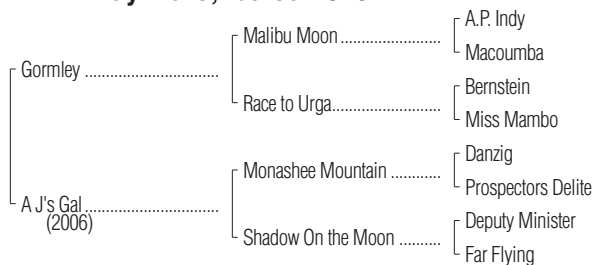 A.P. Indy
Malibu Moon ........................
Macoumba
Gormley ................................
Bernstein
Race to Urga..........................
Miss Mambo
Danzig
Monashee Mountain ............
Prospectors Delite
A J's Gal ................................
(2006)
Deputy Minister
Shadow On the Moon ..........
Far Flying